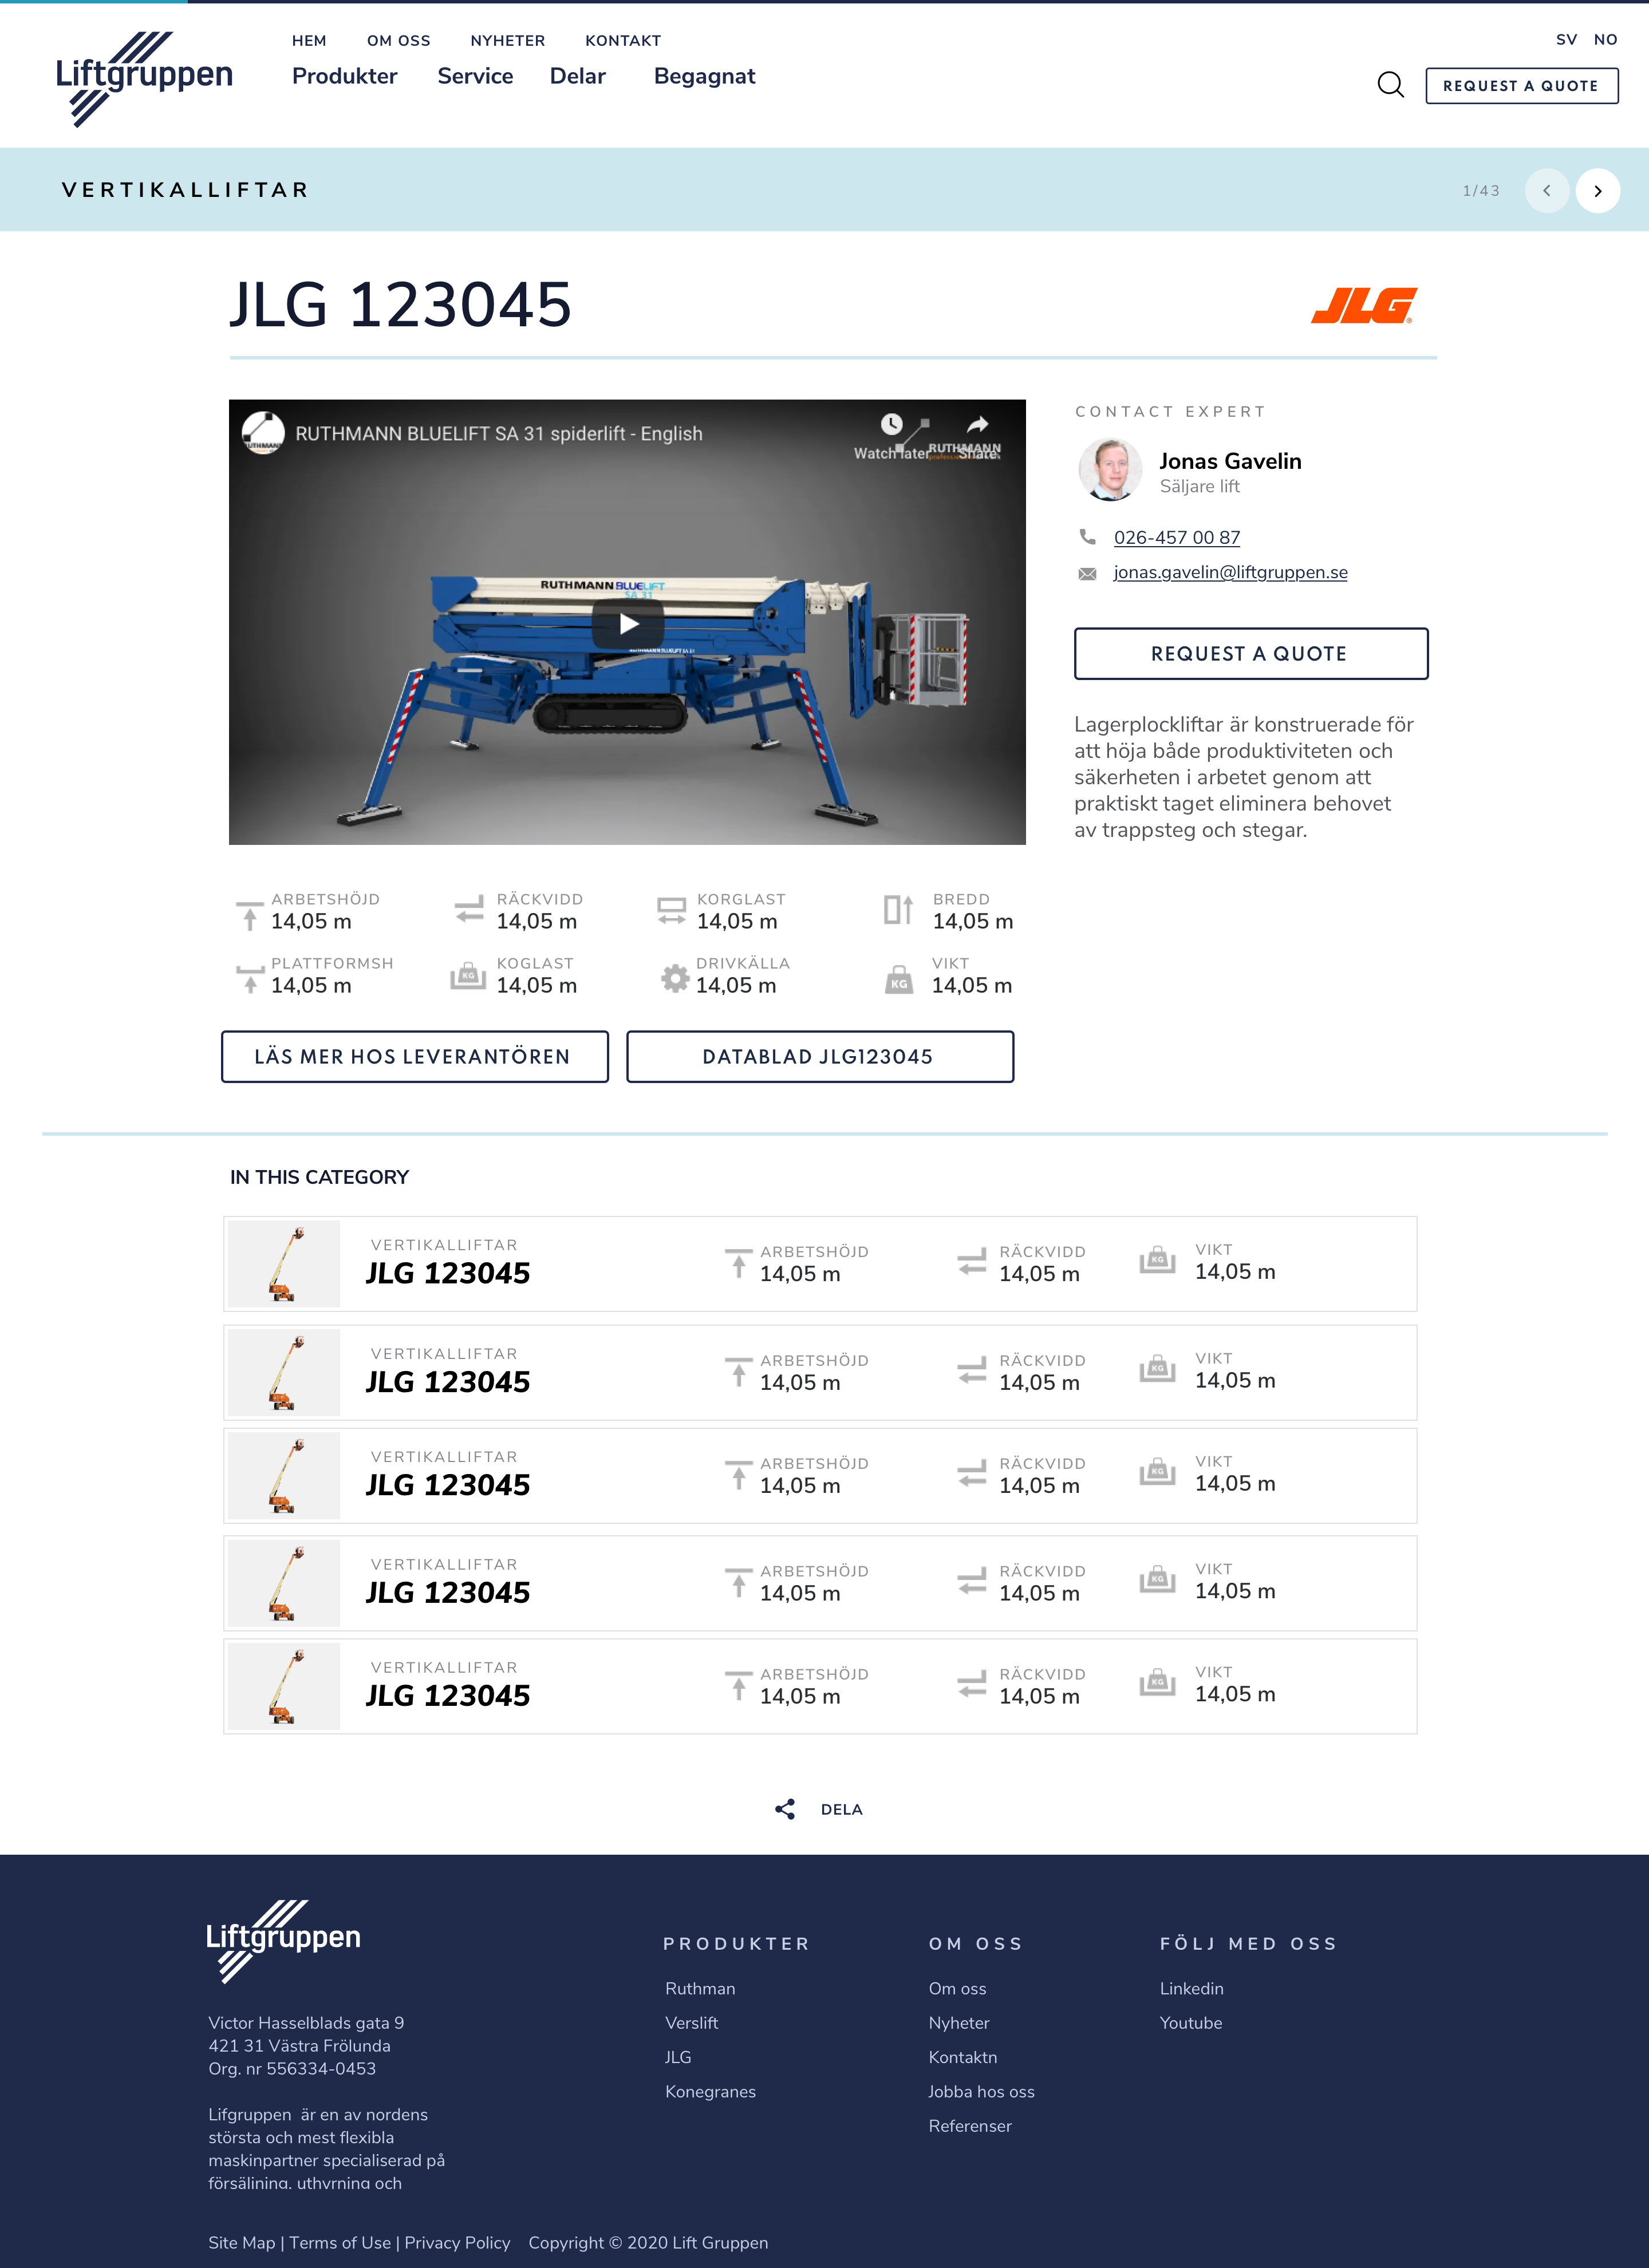 HEM OM OSS NYHETER KONTAKT
SV NO
Liftgruppen
Produkter Service Delar Begagnat
REQUEST A QUOTE
VERTIKALLIFTAR
1/43
JLG 123045
JLG
RUTHMANN BLUELIFT SA 31 spiderlift - English
Watch later
Share
RUTHMANN
RUTHMANN BLUELIFT
SA 31
CONTACT EXPERT
Jonas Gavelin
Säljare lift
026-457 00 87
jonas.gavelin@liftgruppen.se
REQUEST A QUOTE
Lagerplockliftar är konstruerade för
att höja både produktiviteten och
säkerheten i arbetet genom att
praktiskt taget eliminera behovet
av trappsteg och stegar.
ARBETSHÖJD RÄCKVIDD KORGLAST BREDD
14,05 m 14,05 m 14,05 m 14,05 m
PLATTFORMSH KOGLAST DRIVKÄLLA VIKT
14,05 m KG 14,05 m 14,05 m KG 14,05 m
LÄS MER HOS LEVERANTÖREN
DATABLAD JLG123045
IN THIS CATEGORY
VERTIKALLIFTAR ARBETSHÖJD RÄCKVIDD VIKT
JLG 123045 14,05 m 14,05 m KG 14,05 m
VERTIKALLIFTAR ARBETSHÖJD RÄCKVIDD VIKT
JLG 123045 14,05 m 14,05 m KG 14,05 m
VERTIKALLIFTAR ARBETSHÖJD RÄCKVIDD VIKT
JLG 123045 14,05 m 14,05 m KG 14,05 m
VERTIKALLIFTAR ARBETSHÖJD RÄCKVIDD VIKT
JLG 123045 14,05 m 14,05 m KG 14,05 m
VERTIKALLIFTAR ARBETSHÖJD RÄCKVIDD VIKT
JLG 123045 14,05 m 14,05 m KG 14,05 m
DELA
Liftgruppen
Victor Hasselblads gata 9
421 31 Västra Frölunda
Org. nr 556334-0453
Lifgruppen är en av nordens
största och mest flexibla
maskinpartner specialiserad på
försäljning, uthyrning och
PRODUKTER
Ruthman
Verslift
JLG
Konegranes
OM OSS
Om oss
Nyheter
Kontaktn
Jobba hos oss
Referenser
FÖLJ MED OSS
Linkedin
Youtube
Site Map | Terms of Use | Privacy Policy Copyright © 2020 Lift Gruppen